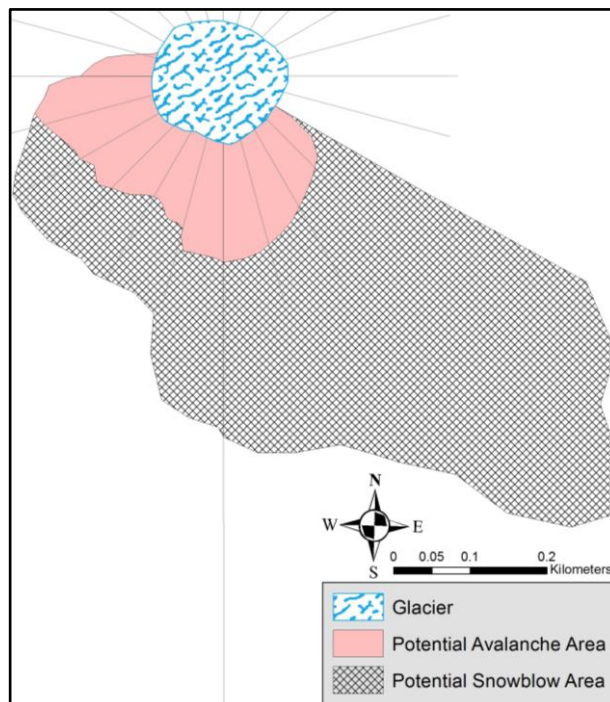 N
W E
S
0 0.05 0.1 0.2
Kilometers
Glacier
Potential Avalanche Area
Potential Snowblow Area